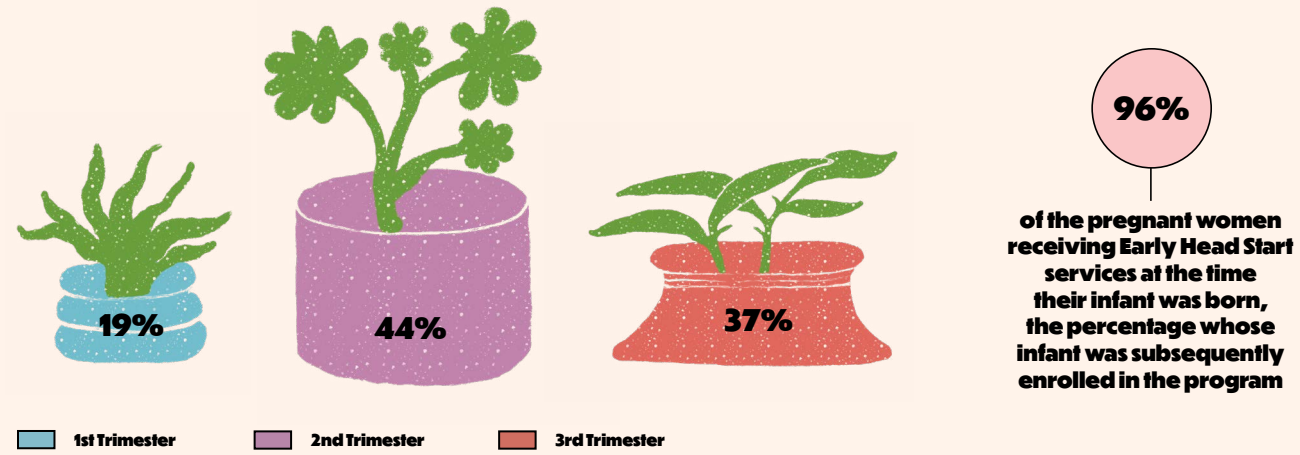 19%
44%
37%
1st Trimester
2nd Trimester
3rd Trimester
96%
of the pregnant women
receiving Early Head Start
services at the time
their infant was born,
the percentage whose
infant was subsequently
enrolled in the program